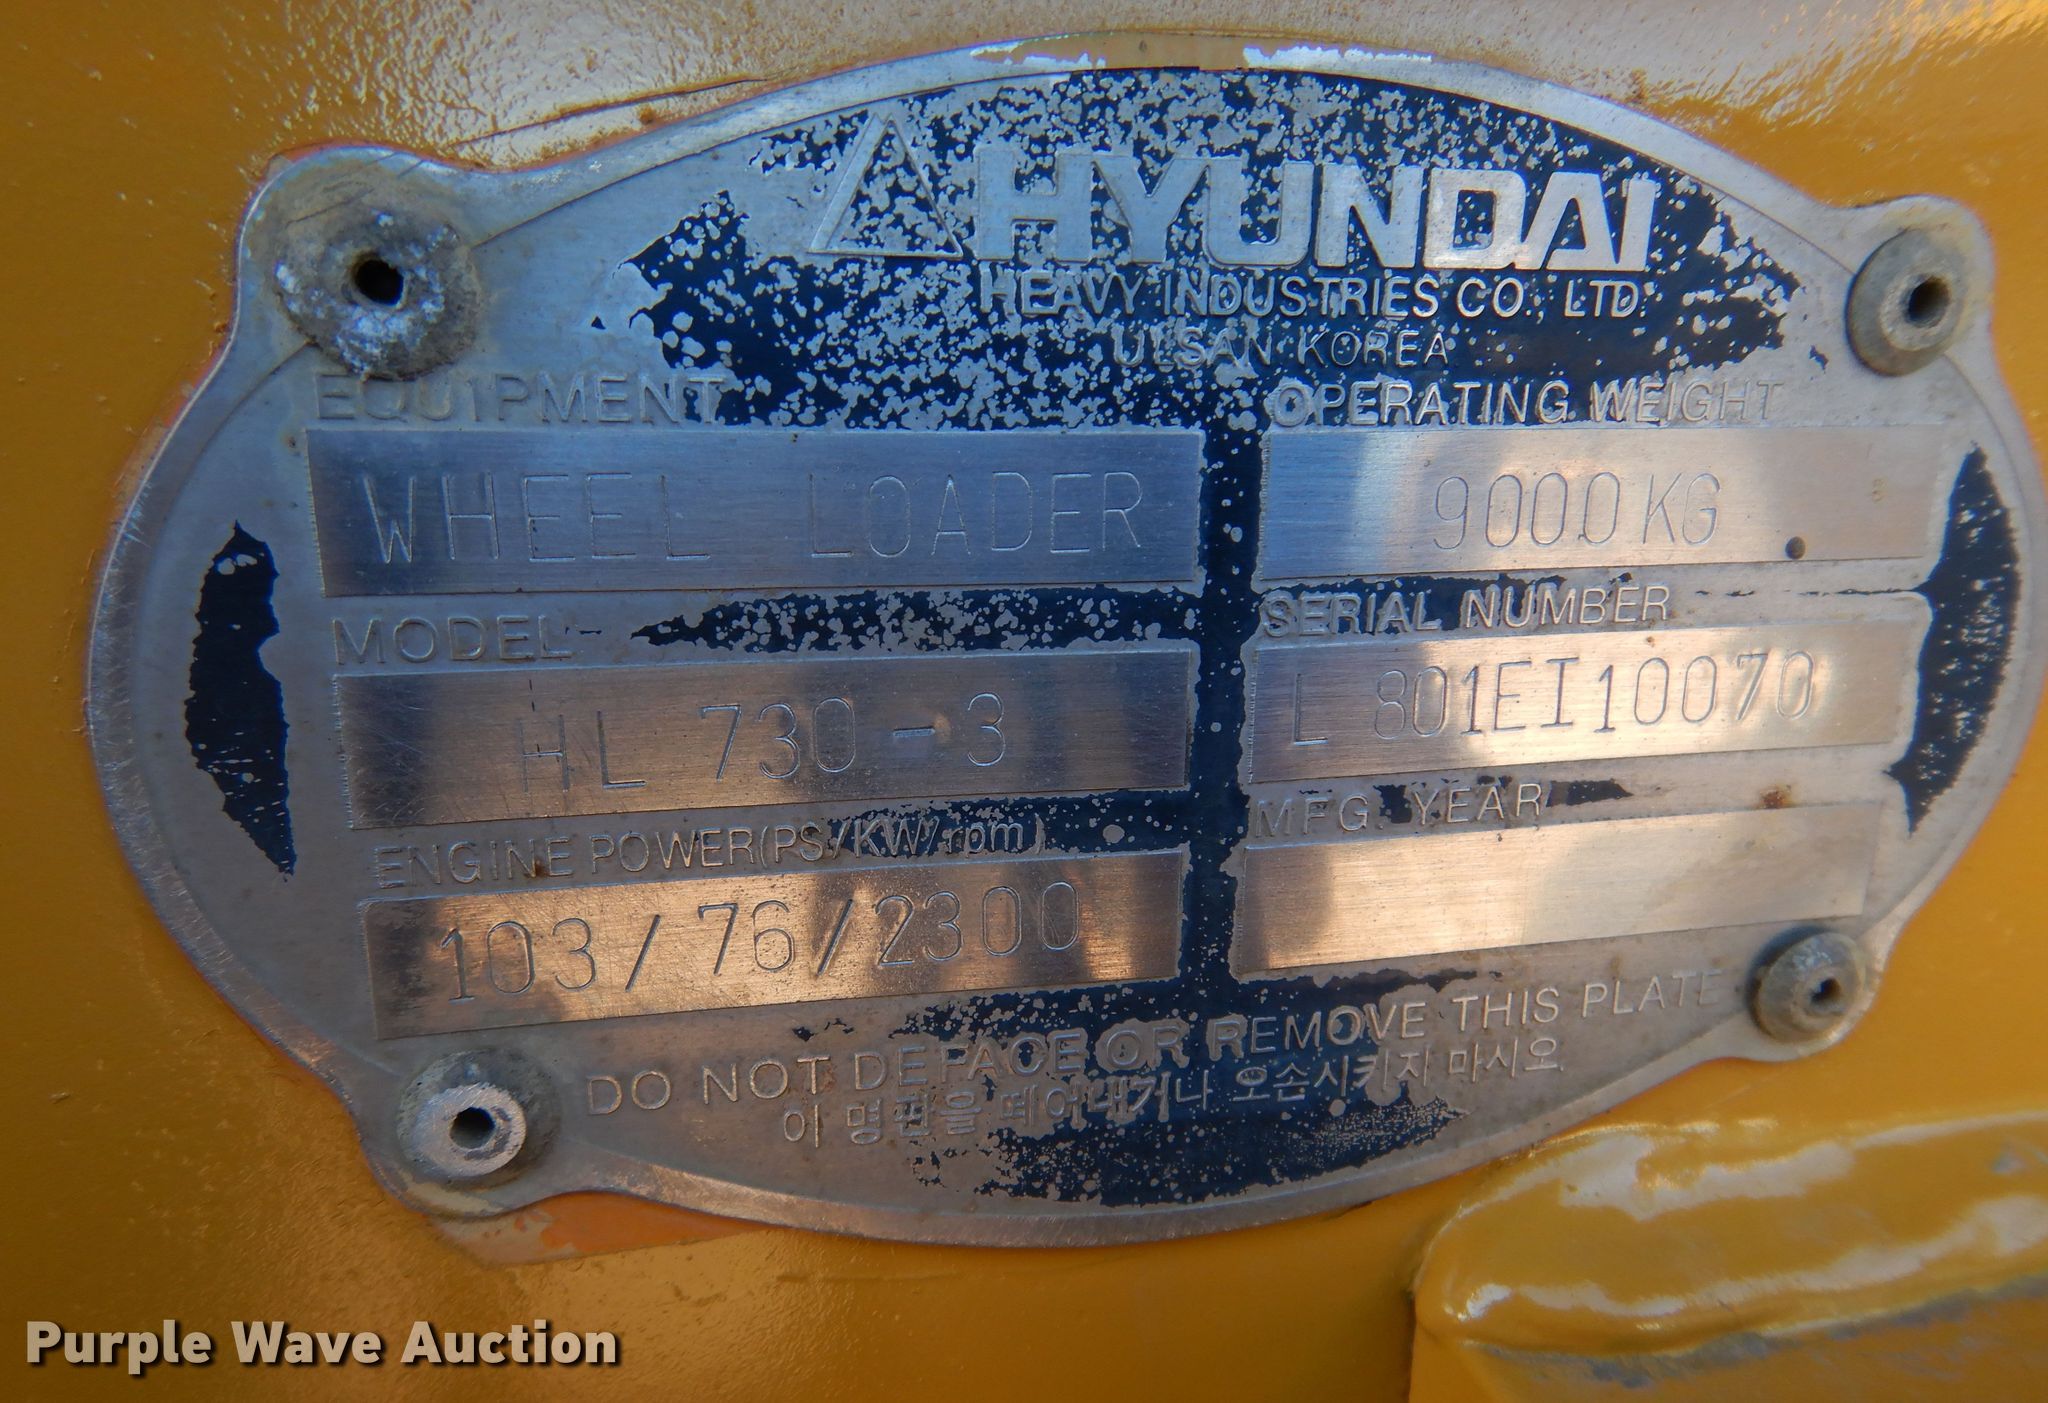 HYUNDAI
HEAVY INDUSTRIES CO., LTD.
ULSAN KOREA
EQUIPMENT
WHEEL LOADER
OPERATING WEIGHT
9000KG
MODEL
HL 730-3
SERIAL NUMBER
L 801EI10070
ENGINE POWER(PS/KW/rpm)
103/76/2300
MFG. YEAR
DO NOT DEFACE OR REMOVE THIS PLATE
이 명판을 떼어내거나 오손시키지 마시오.
Purple Wave Auction